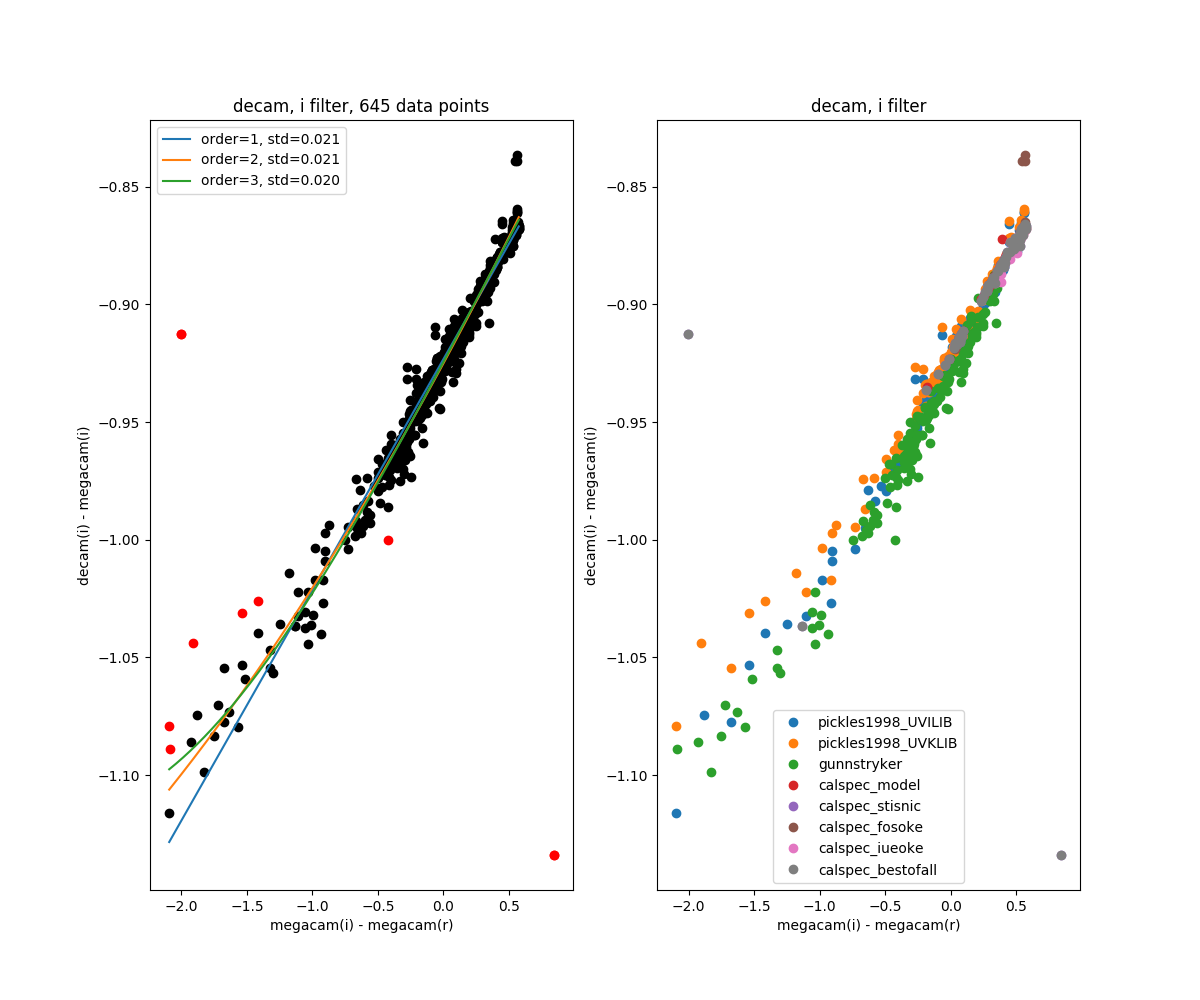 decam, i filter, 645 data points
order=1, std=0.021
order=2, std=0.021
order=3, std=0.020
−0.85
−0.90
−0.95
−1.00
−1.05
−1.10
decam(i) - megacam(i)
−2.0 −1.5 −1.0 −0.5 0.0 0.5
megacam(i) - megacam(r)
decam, i filter
−0.85
−0.90
−0.95
−1.00
−1.05
−1.10
decam(i) - megacam(i)
pickles1998_UVILIB
pickles1998_UVKLIB
gunnstryker
calspec_model
calspec_stisnic
calspec_fosoke
calspec_iueoke
calspec_bestofall
−2.0 −1.5 −1.0 −0.5 0.0 0.5
megacam(i) - megacam(r)